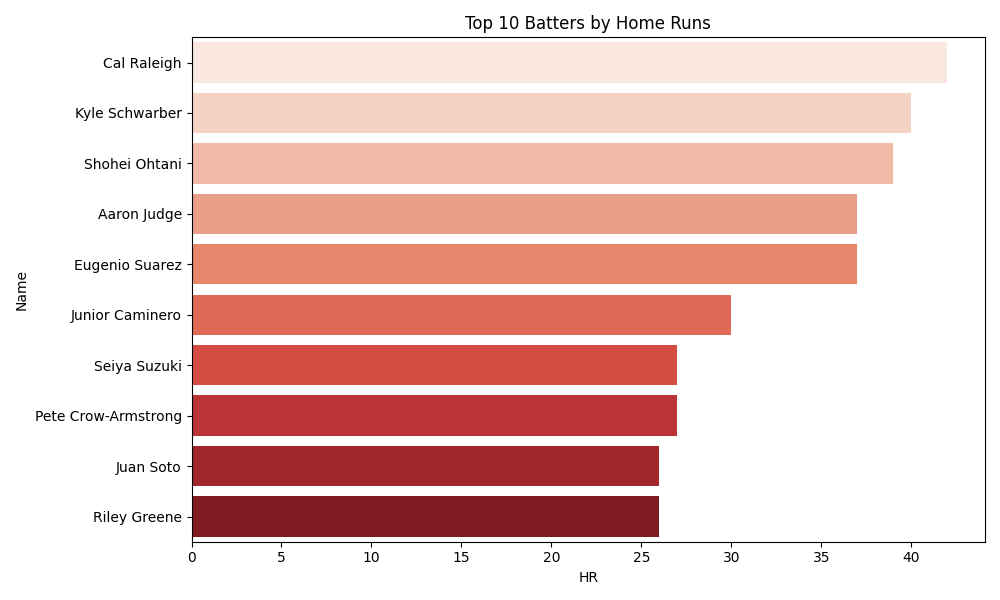 Top 10 Batters by Home Runs
Name
Cal Raleigh
Kyle Schwarber
Shohei Ohtani
Aaron Judge
Eugenio Suarez
Junior Caminero
Seiya Suzuki
Pete Crow-Armstrong
Juan Soto
Riley Greene
0 5 10 15 20 25 30 35 40
HR